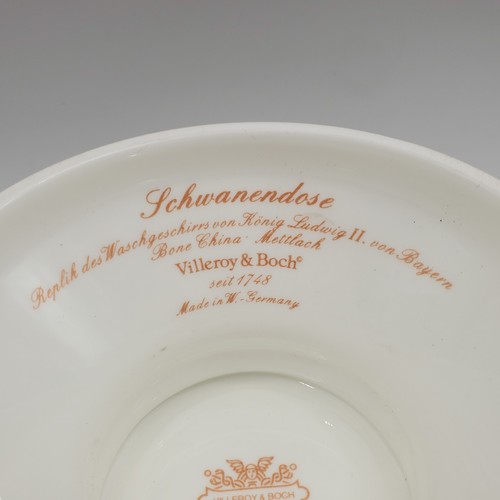 Schwanendose
Replik des Waschgeschirrs von König Ludwig II. von Bayern
Bone China · Mettlach
Villeroy & Boch©
seit 1748
Made in W.-Germany
VILLEROY & BOCH